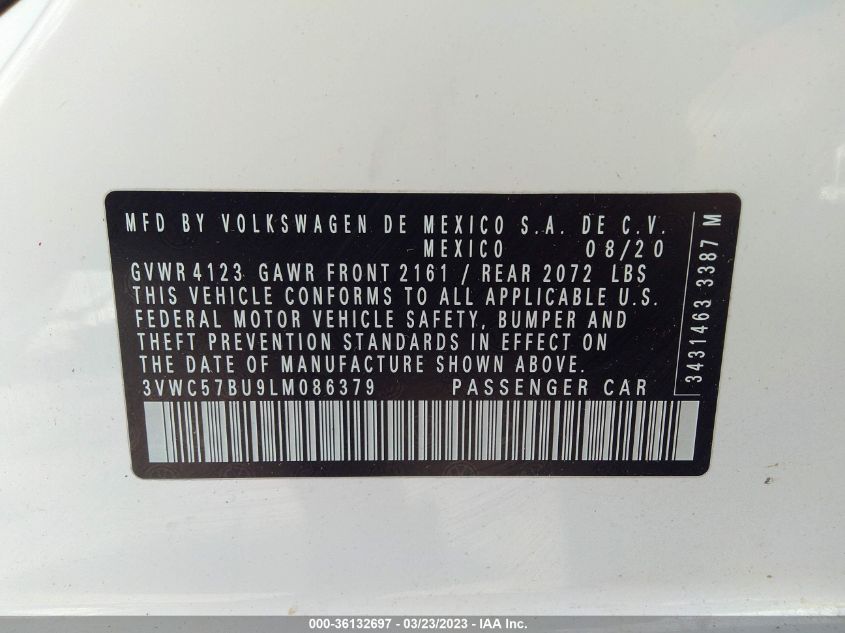 MFD BY VOLKSWAGEN DE MEXICO S.A. DE C.V.
MEXICO 08/20
GVWR 4123 GAWR FRONT 2161 / REAR 2072 LBS
THIS VEHICLE CONFORMS TO ALL APPLICABLE U.S.
FEDERAL MOTOR VEHICLE SAFETY, BUMPER AND
THEFT PREVENTION STANDARDS IN EFFECT ON
THE DATE OF MANUFACTURE SHOWN ABOVE.
3VWC57BU9LM086379 PASSENGER CAR
3431463 3387 M
000-36132697 - 03/23/2023 - IAA Inc.